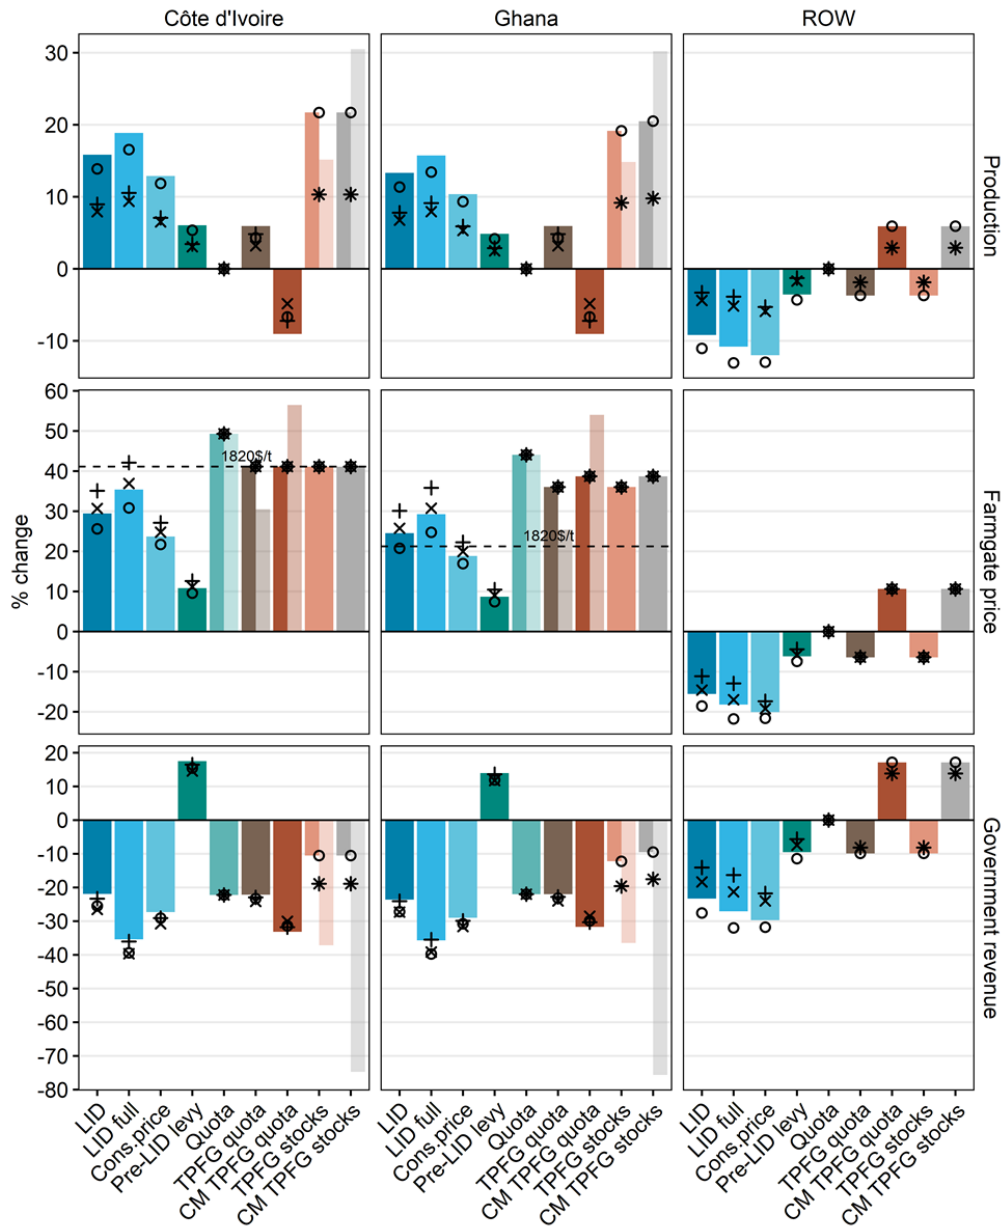 Côte d'Ivoire
Ghana
ROW
30
20
10
0
-10
Production
60
50
40
30
20
10
0
-10
-20
1820$/t
1820$/t
% change
Farmgate price
20
10
0
-10
-20
-30
-40
-50
-60
-70
-80
Government revenue
LID
LID full
Cons.price
Pre-LID levy
Quota
TPFG quota
CM TPFG quota
TPFG stocks
CM TPFG stocks
LID
LID full
Cons.price
Pre-LID levy
Quota
TPFG quota
CM TPFG quota
TPFG stocks
CM TPFG stocks
LID
LID full
Cons.price
Pre-LID levy
Quota
TPFG quota
CM TPFG quota
TPFG stocks
CM TPFG stocks